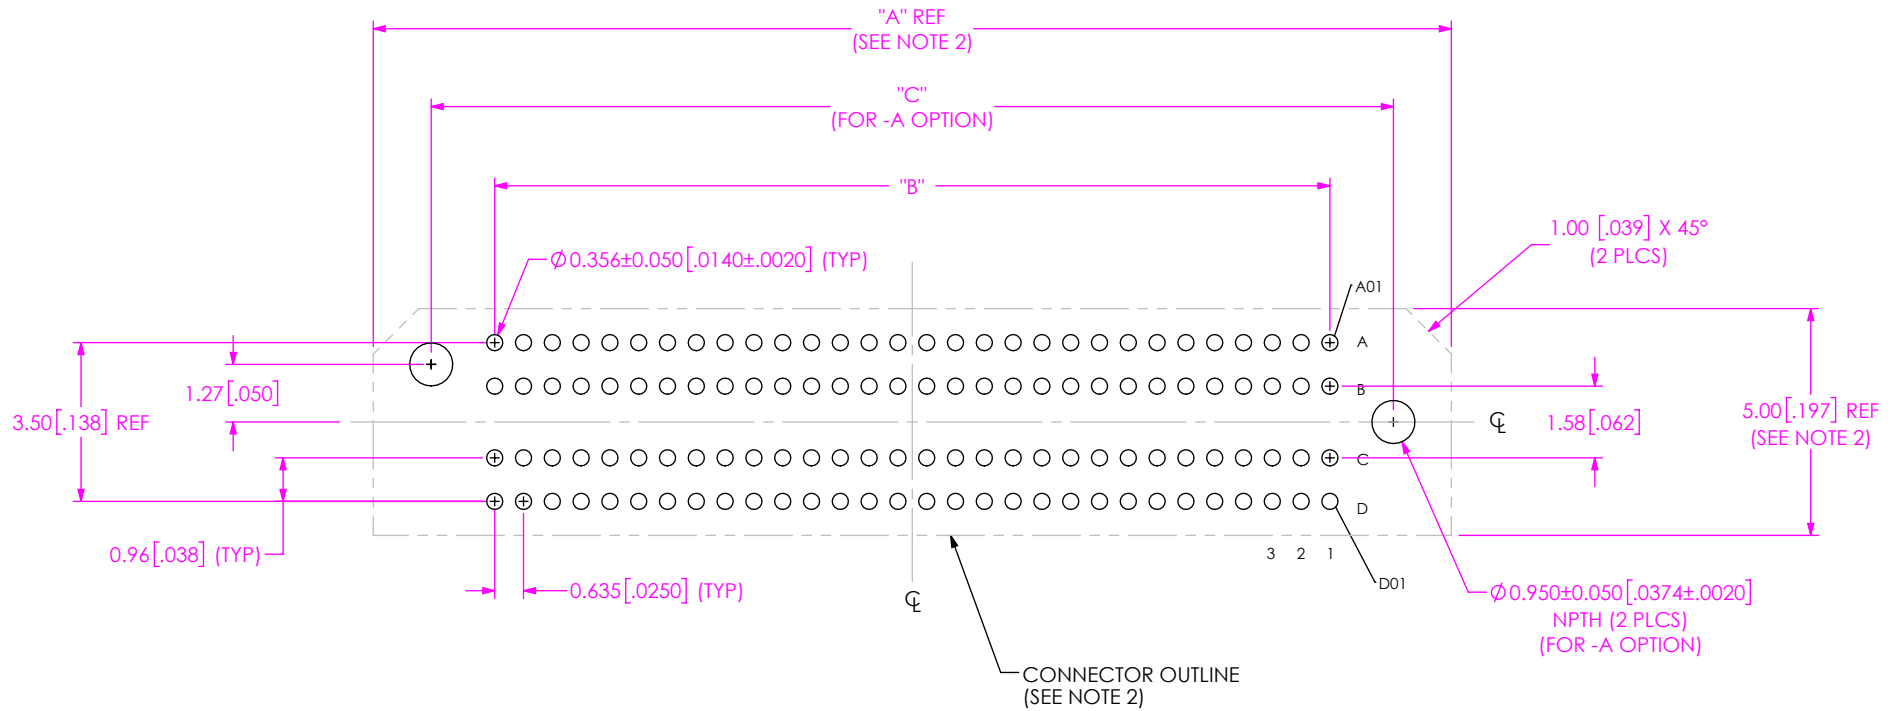 "A" REF
(SEE NOTE 2)
"C"
(FOR -A OPTION)
"B"
1.00 [.039] X 45°
(2 PLCS)
Ø0.356±0.050[.0140±.0020] (TYP)
A01
A
1.27[.050]
B
3.50[.138] REF
℄
1.58[.062]
5.00[.197] REF
(SEE NOTE 2)
C
D
0.96[.038] (TYP)
3 2 1
0.635[.0250] (TYP)
℄
D01
Ø0.950±0.050[.0374±.0020]
NPTH (2 PLCS)
(FOR -A OPTION)
CONNECTOR OUTLINE
(SEE NOTE 2)